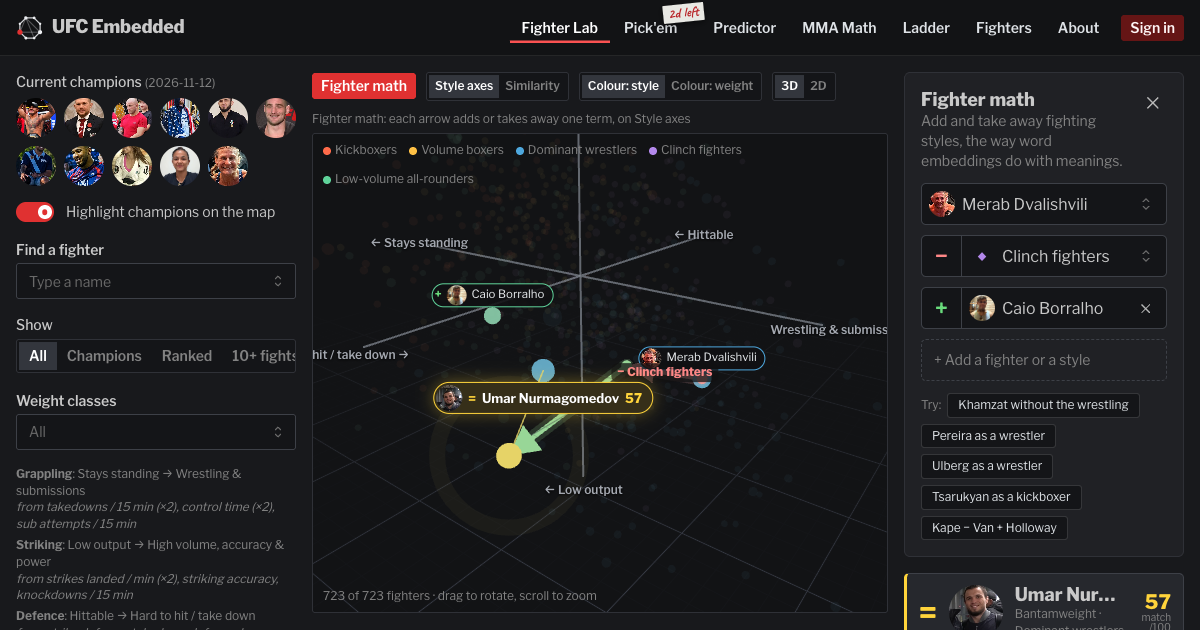 UFC Embedded
Fighter Lab
Pick'em
2d left
Predictor
MMA Math
Ladder
Fighters
About
Sign in
Current champions (2026-11-12)
Highlight champions on the map
Find a fighter
Type a name
Show
All
Champions
Ranked
10+ fights
Weight classes
All
Grappling: Stays standing → Wrestling &
submissions
from takedowns / 15 min (×2), control time (×2),
sub attempts / 15 min
Striking: Low output → High volume, accuracy &
power
from strikes landed / min (×2), striking accuracy,
knockdowns / 15 min
Defence: Hittable → Hard to hit / take down
Fighter math
Style axes
Similarity
Colour: style
Colour: weight
3D
2D
Fighter math: each arrow adds or takes away one term, on Style axes
Kickboxers
Volume boxers
Dominant wrestlers
Clinch fighters
Low-volume all-rounders
← Stays standing
← Hittable
+ Caio Borralho
Wrestling & submiss
hit / take down →
Merab Dvalishvili
− Clinch fighters
= Umar Nurmagomedov 57
← Low output
723 of 723 fighters · drag to rotate, scroll to zoom
Fighter math
Add and take away fighting
styles, the way word
embeddings do with meanings.
Merab Dvalishvili
− Clinch fighters
+ Caio Borralho
+ Add a fighter or a style
Try:
Khamzat without the wrestling
Pereira as a wrestler
Ulberg as a wrestler
Tsarukyan as a kickboxer
Kape − Van + Holloway
= Umar Nur...
57
Bantamweight ·
match
Dominant wrestlers
/100